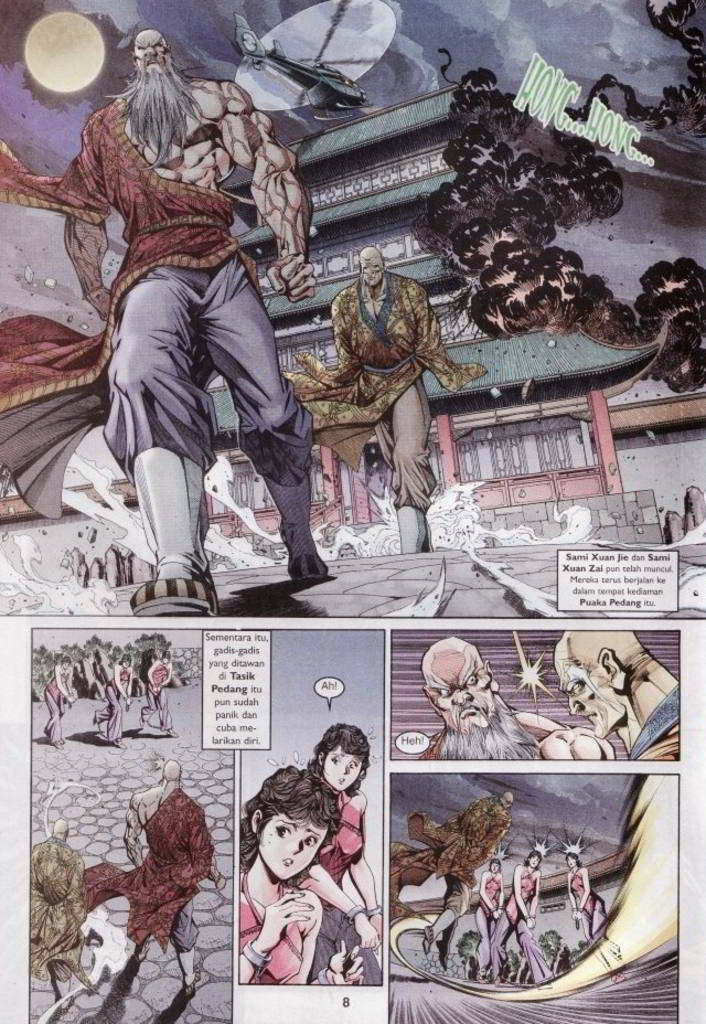 HONG...HONG...
Sami Xuan Jie dan Sami
Xuan Zai pun telah muncul.
Mereka terus berjalan ke
dalam tempat kediaman
Puaka Pedang itu.
Sementara itu,
gadis-gadis
yang ditawan
di Tasik
Pedang itu
pun sudah
panik dan
cuba me-
larikan diri.
Ah!
Heh!
8